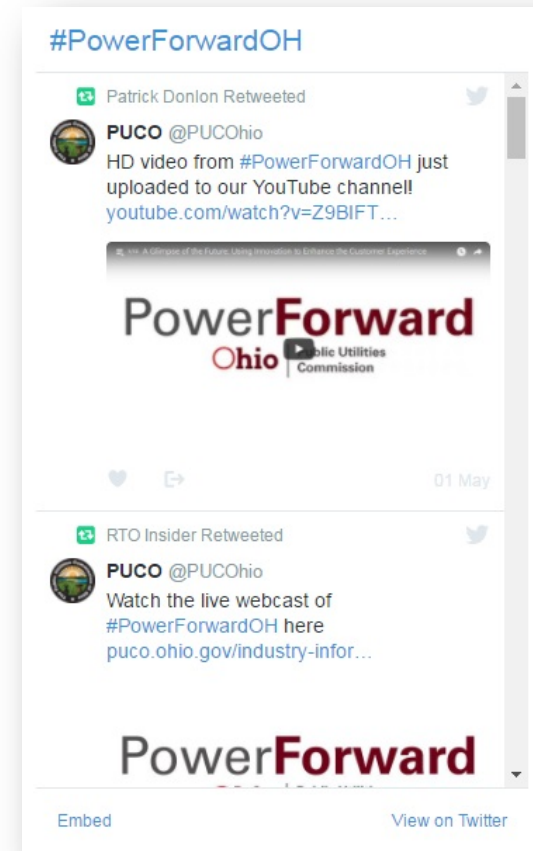 #PowerForwardOH
Patrick Donlon Retweeted
PUCO @PUCOhio
HD video from #PowerForwardOH just
uploaded to our YouTube channel!
youtube.com/watch?v=Z9BIFT...
A Glimpse of the Future: Using Innovation to Enhance the Customer Experience
PowerForward
Ohio Public Utilities
Commission
01 May
RTO Insider Retweeted
PUCO @PUCOhio
Watch the live webcast of
#PowerForwardOH here
puco.ohio.gov/industry-infor...
PowerForward
Embed View on Twitter